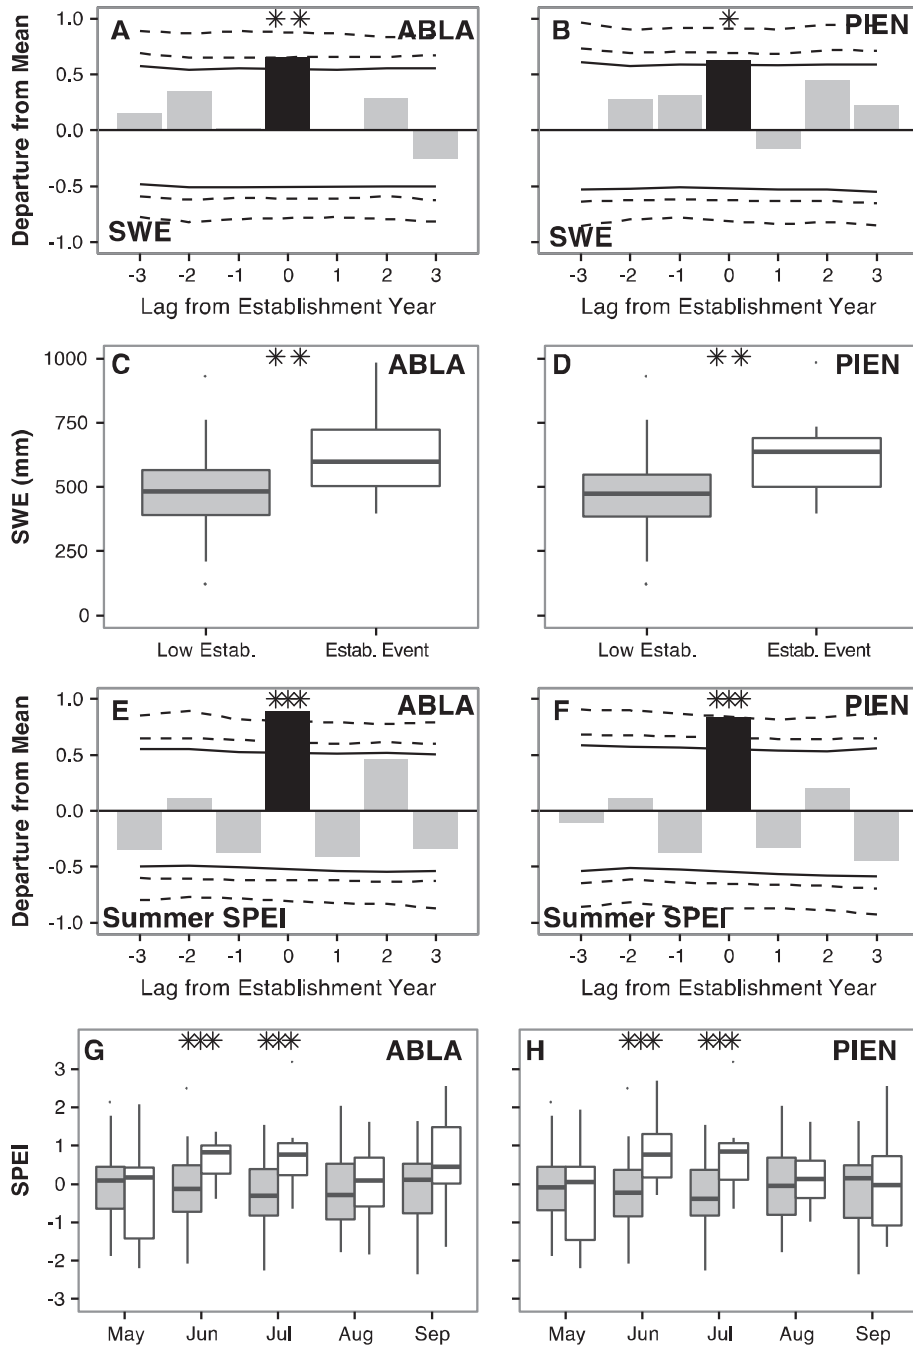 A ** ABLA
B * PIEN
1.0
0.5
0.0
-0.5
-1.0
Departure from Mean
SWE
SWE
-3 -2 -1 0 1 2 3
-3 -2 -1 0 1 2 3
Lag from Establishment Year
Lag from Establishment Year
C ** ABLA
D ** PIEN
1000
750
500
250
0
SWE (mm)
Low Estab. Estab. Event
Low Estab. Estab. Event
E *** ABLA
F *** PIEN
1.0
0.5
0.0
-0.5
-1.0
Departure from Mean
Summer SPEI
Summer SPEI
-3 -2 -1 0 1 2 3
-3 -2 -1 0 1 2 3
Lag from Establishment Year
Lag from Establishment Year
G *** *** ABLA
H *** *** PIEN
3
2
1
0
-1
-2
-3
SPEI
May Jun Jul Aug Sep
May Jun Jul Aug Sep